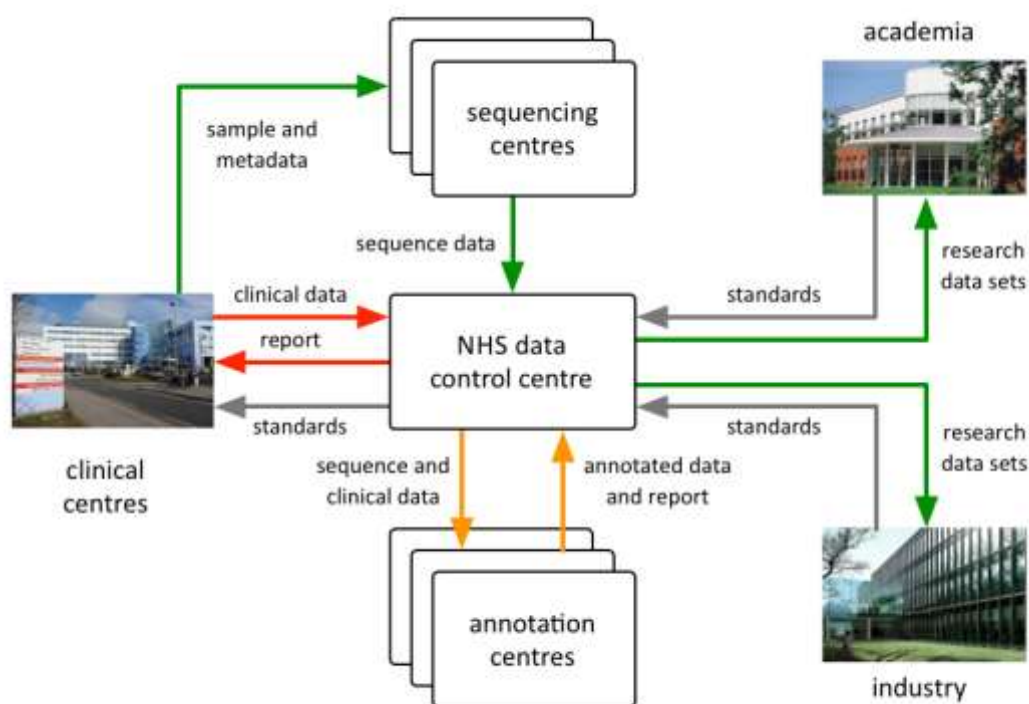 academia
sequencing
centres
sample and
metadata
sequence data
research
data sets
clinical data
standards
report
NHS data
control centre
standards
standards
research
data sets
clinical
centres
sequence and
clinical data
annotated data
and report
annotation
centres
industry